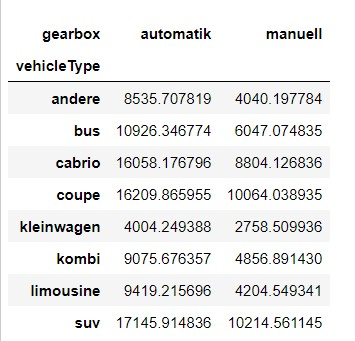 gearbox automatik manuell
vehicleType
andere 8535.707819 4040.197784
bus 10926.346774 6047.074835
cabrio 16058.176796 8804.126836
coupe 16209.865955 10064.038935
kleinwagen 4004.249388 2758.509936
kombi 9075.676357 4856.891430
limousine 9419.215696 4204.549341
suv 17145.914836 10214.561145